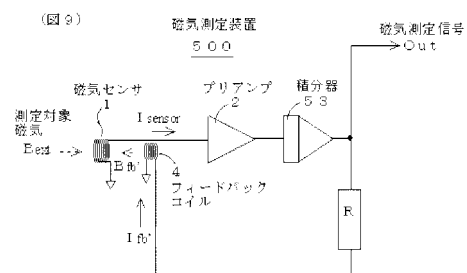 (図9)
磁気測定装置
500
磁気測定信号
Out
磁気センサ
1
I sensor
プリアンプ
2
積分器
53
測定対象
磁気
Bext
B fb'
4
フィードバック
コイル
I fb'
R